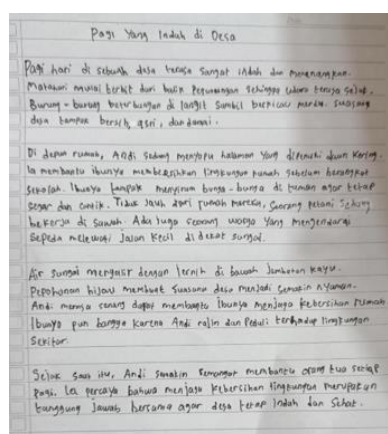 Pagi Yang Indah di Desa
Pagi hari di sebuah desa terasa sangat indah dan menenangkan.
Matahari mulai terbit dari balik Pegunungan sehingga udara terasa sejuk.
Burung-burung beterbangan di langit sambil berkicau merdu. Suasana
desa tampak bersih, asri, dan damai.
Di depan rumah, Andi sedang menyapu halaman Yang dipenuhi daun Kering.
Ia membantu ibunya membersihkan lingkungan rumah sebelum berangkat
sekolah. Ibunya tampak menyiram bunga-bunga di taman agar tetap
segar dan cantik. Tidak jauh dari rumah mereka, Seorang petani Sedang
bekerja di sawah. Ada Juga seorang warga Yang mengendarai
sepeda melewati jalan Kecil di dekat sungai.
Air sungai mengalir dengan Jernih di bawah Jembatan Kayu.
Pepohonan hijau membuat Suasana desa menjadi semakin nyaman.
Andi merasa senang dapat membantu Ibunya menjaga kebersihan rumah
Ibunya pun bangga Karena Andi rajin dan Peduli terhadap lingkungan
Sekitar.
Sejak saat itu, Andi Semakin Semangat membantu orang tua setiap
pagi. Ia percaya bahwa menjaga kebersihan lingkungan merupakan
tanggung Jawab bersama agar desa tetap Indah dan Sehat.